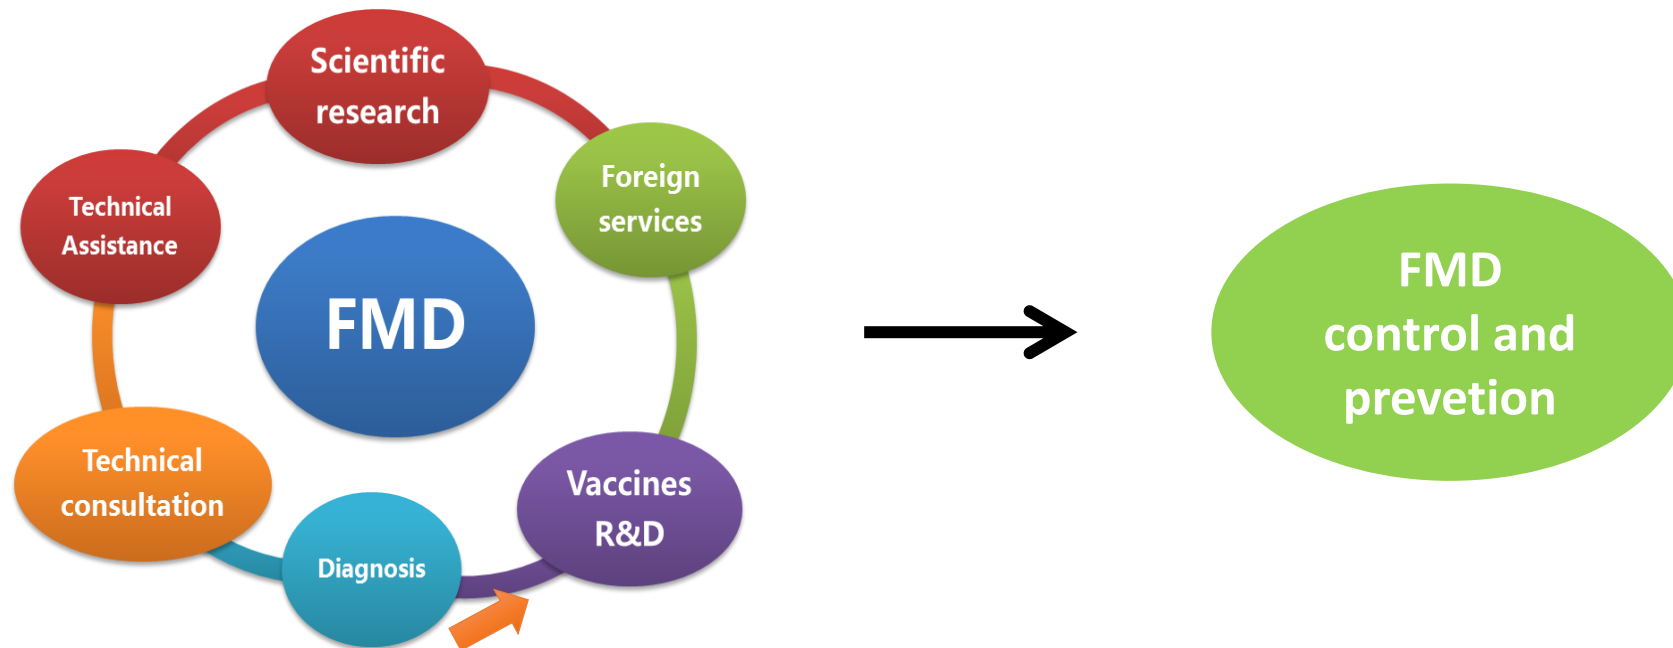 Scientific
research
Foreign
services
Technical
Assistance
FMD
Technical
consultation
Vaccines
R&D
Diagnosis
FMD
control and
prevetion